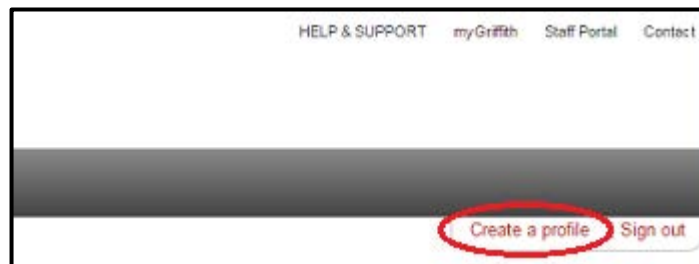 HELP & SUPPORT myGriffith Staff Portal Contact
Create a profile Sign out